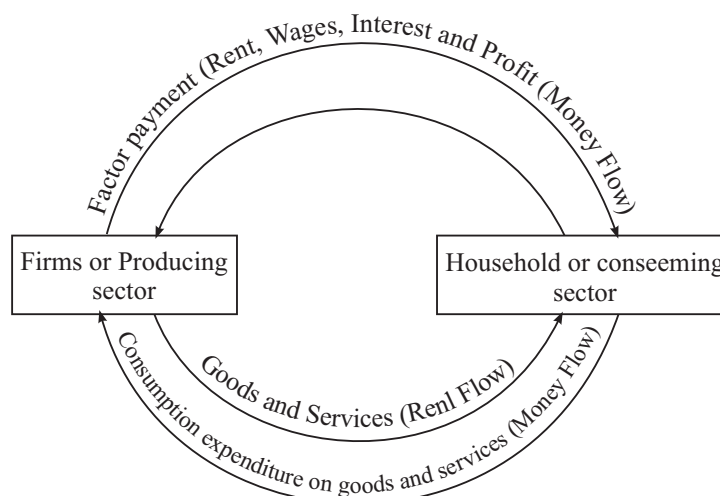 Factor payment (Rent, Wages, Interest and Profit (Money Flow)
Firms or Producing
sector
Household or conseeming
sector
Goods and Services (Renl Flow)
Consumption expenditure on goods and services (Money Flow)